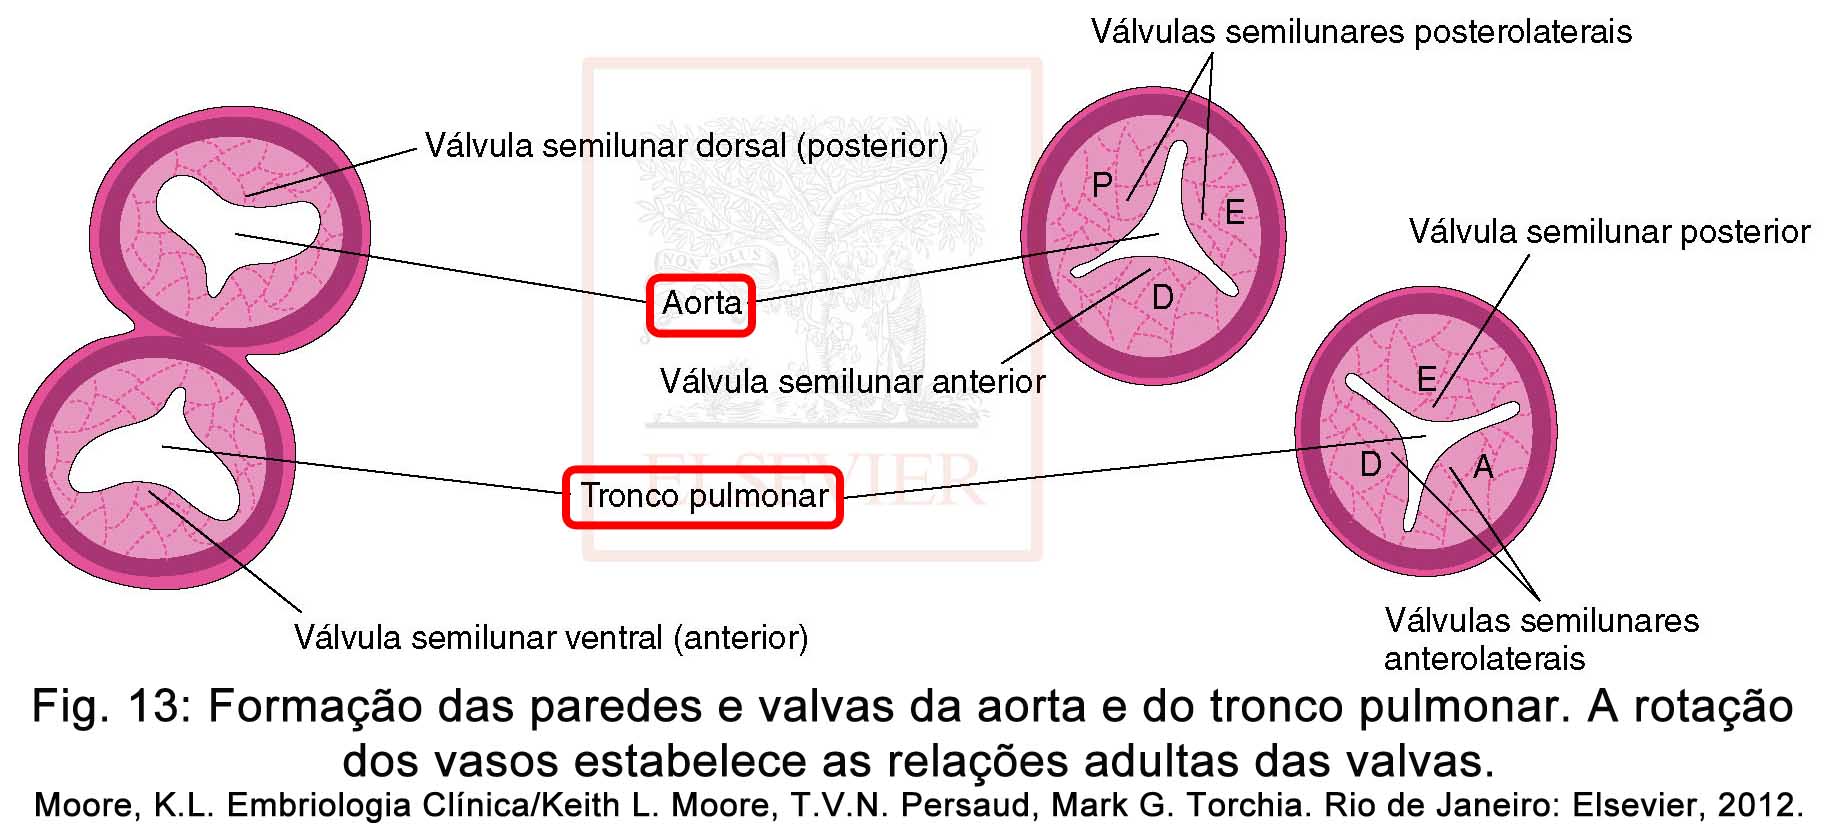 Válvulas semilunares posterolaterais
Válvula semilunar dorsal (posterior)
P
E
Válvula semilunar posterior
NON SOLUS
Aorta
D
Válvula semilunar anterior
E
D
A
ELSEVIER
Tronco pulmonar
Válvula semilunar ventral (anterior)
Válvulas semilunares
anterolaterais
Fig. 13: Formação das paredes e valvas da aorta e do tronco pulmonar. A rotação
dos vasos estabelece as relações adultas das valvas.
Moore, K.L. Embriologia Clínica/Keith L. Moore, T.V.N. Persaud, Mark G. Torchia. Rio de Janeiro: Elsevier, 2012.